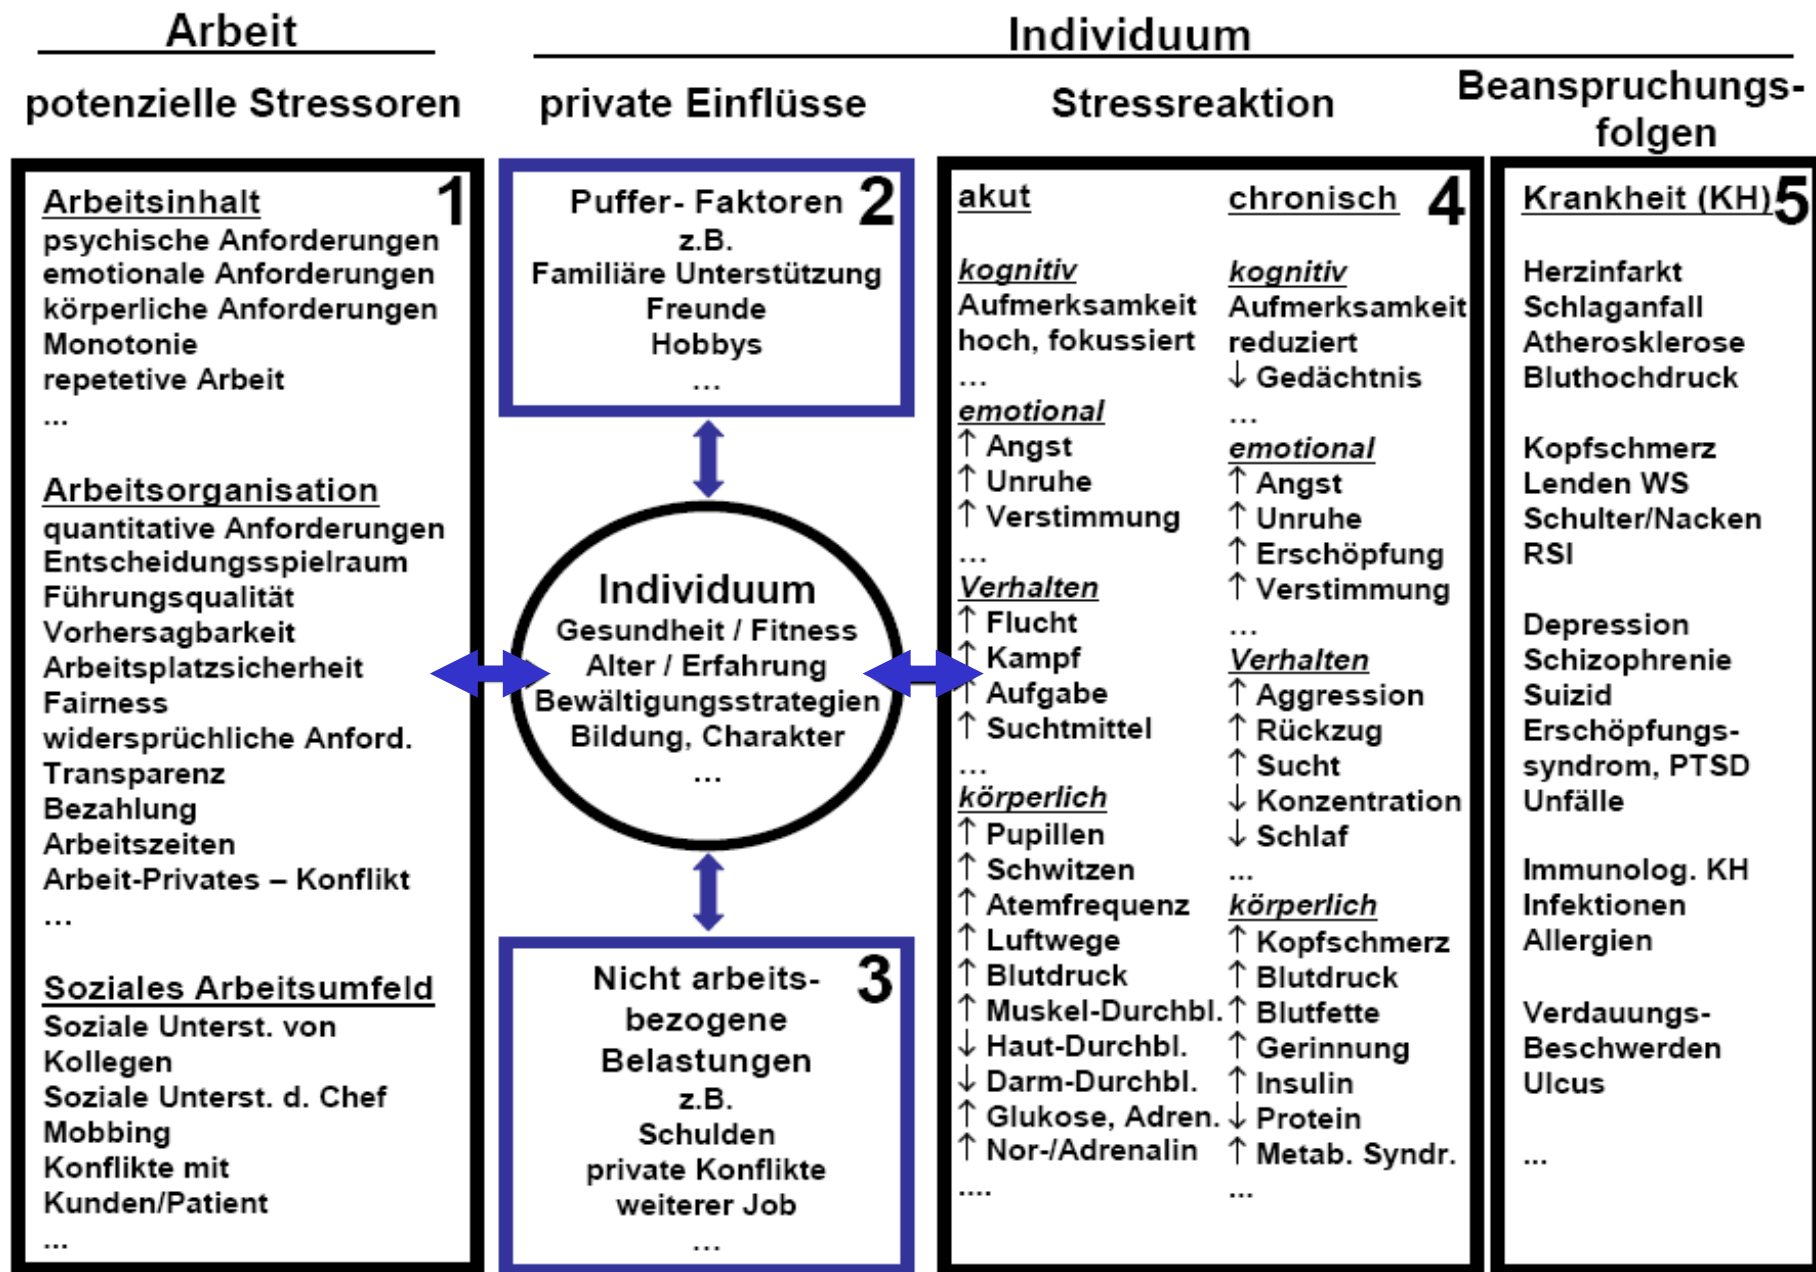 Arbeit
Individuum
potenzielle Stressoren
private Einflüsse
Stressreaktion
Beanspruchungs-
folgen
1
Arbeitsinhalt
psychische Anforderungen
emotionale Anforderungen
körperliche Anforderungen
Monotonie
repetetive Arbeit
...
Arbeitsorganisation
quantitative Anforderungen
Entscheidungsspielraum
Führungsqualität
Vorhersagbarkeit
Arbeitsplatzsicherheit
Fairness
widersprüchliche Anford.
Transparenz
Bezahlung
Arbeitszeiten
Arbeit-Privates – Konflikt
...
Soziales Arbeitsumfeld
Soziale Unterst. von
Kollegen
Soziale Unterst. d. Chef
Mobbing
Konflikte mit
Kunden/Patient
...
2
Puffer- Faktoren
z.B.
Familiäre Unterstützung
Freunde
Hobbys
...
Individuum
Gesundheit / Fitness
Alter / Erfahrung
Bewältigungsstrategien
Bildung, Charakter
...
3
Nicht arbeits-
bezogene
Belastungen
z.B.
Schulden
private Konflikte
weiterer Job
...
4
akut
kognitiv
Aufmerksamkeit
hoch, fokussiert
...
emotional
↑ Angst
↑ Unruhe
↑ Verstimmung
...
Verhalten
↑ Flucht
↑ Kampf
↑ Aufgabe
↑ Suchtmittel
...
körperlich
↑ Pupillen
↑ Schwitzen
↑ Atemfrequenz
↑ Luftwege
↑ Blutdruck
↑ Muskel-Durchbl.
↓ Haut-Durchbl.
↓ Darm-Durchbl.
↑ Glukose, Adren.
↑ Nor-/Adrenalin
....
chronisch
kognitiv
Aufmerksamkeit
reduziert
↓ Gedächtnis
...
emotional
↑ Angst
↑ Unruhe
↑ Erschöpfung
↑ Verstimmung
...
Verhalten
↑ Aggression
↑ Rückzug
↑ Sucht
↓ Konzentration
↓ Schlaf
...
körperlich
↑ Kopfschmerz
↑ Blutdruck
↑ Blutfette
↑ Gerinnung
↑ Insulin
↓ Protein
↑ Metab. Syndr.
...
5
Krankheit (KH)
Herzinfarkt
Schlaganfall
Atherosklerose
Bluthochdruck
Kopfschmerz
Lenden WS
Schulter/Nacken
RSI
Depression
Schizophrenie
Suizid
Erschöpfungs-
syndrom, PTSD
Unfälle
Immunolog. KH
Infektionen
Allergien
Verdauungs-
Beschwerden
Ulcus
...